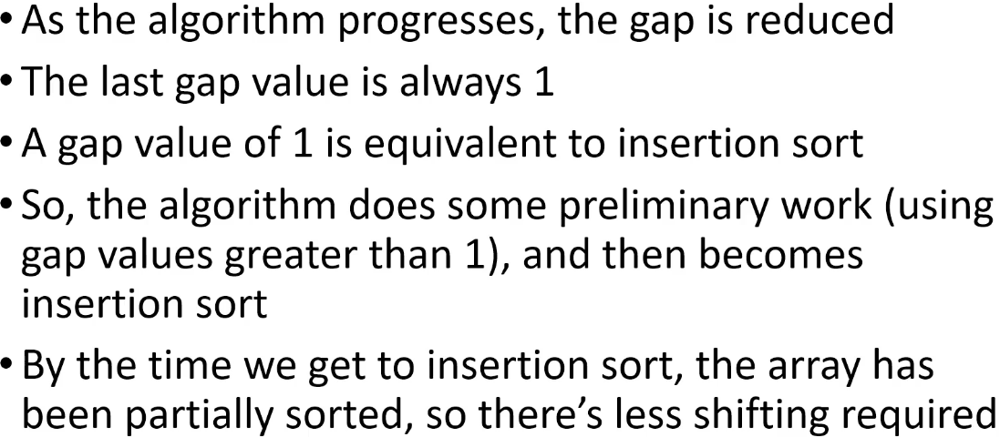 • As the algorithm progresses, the gap is reduced
• The last gap value is always 1
• A gap value of 1 is equivalent to insertion sort
• So, the algorithm does some preliminary work (using
gap values greater than 1), and then becomes
insertion sort
• By the time we get to insertion sort, the array has
been partially sorted, so there’s less shifting required